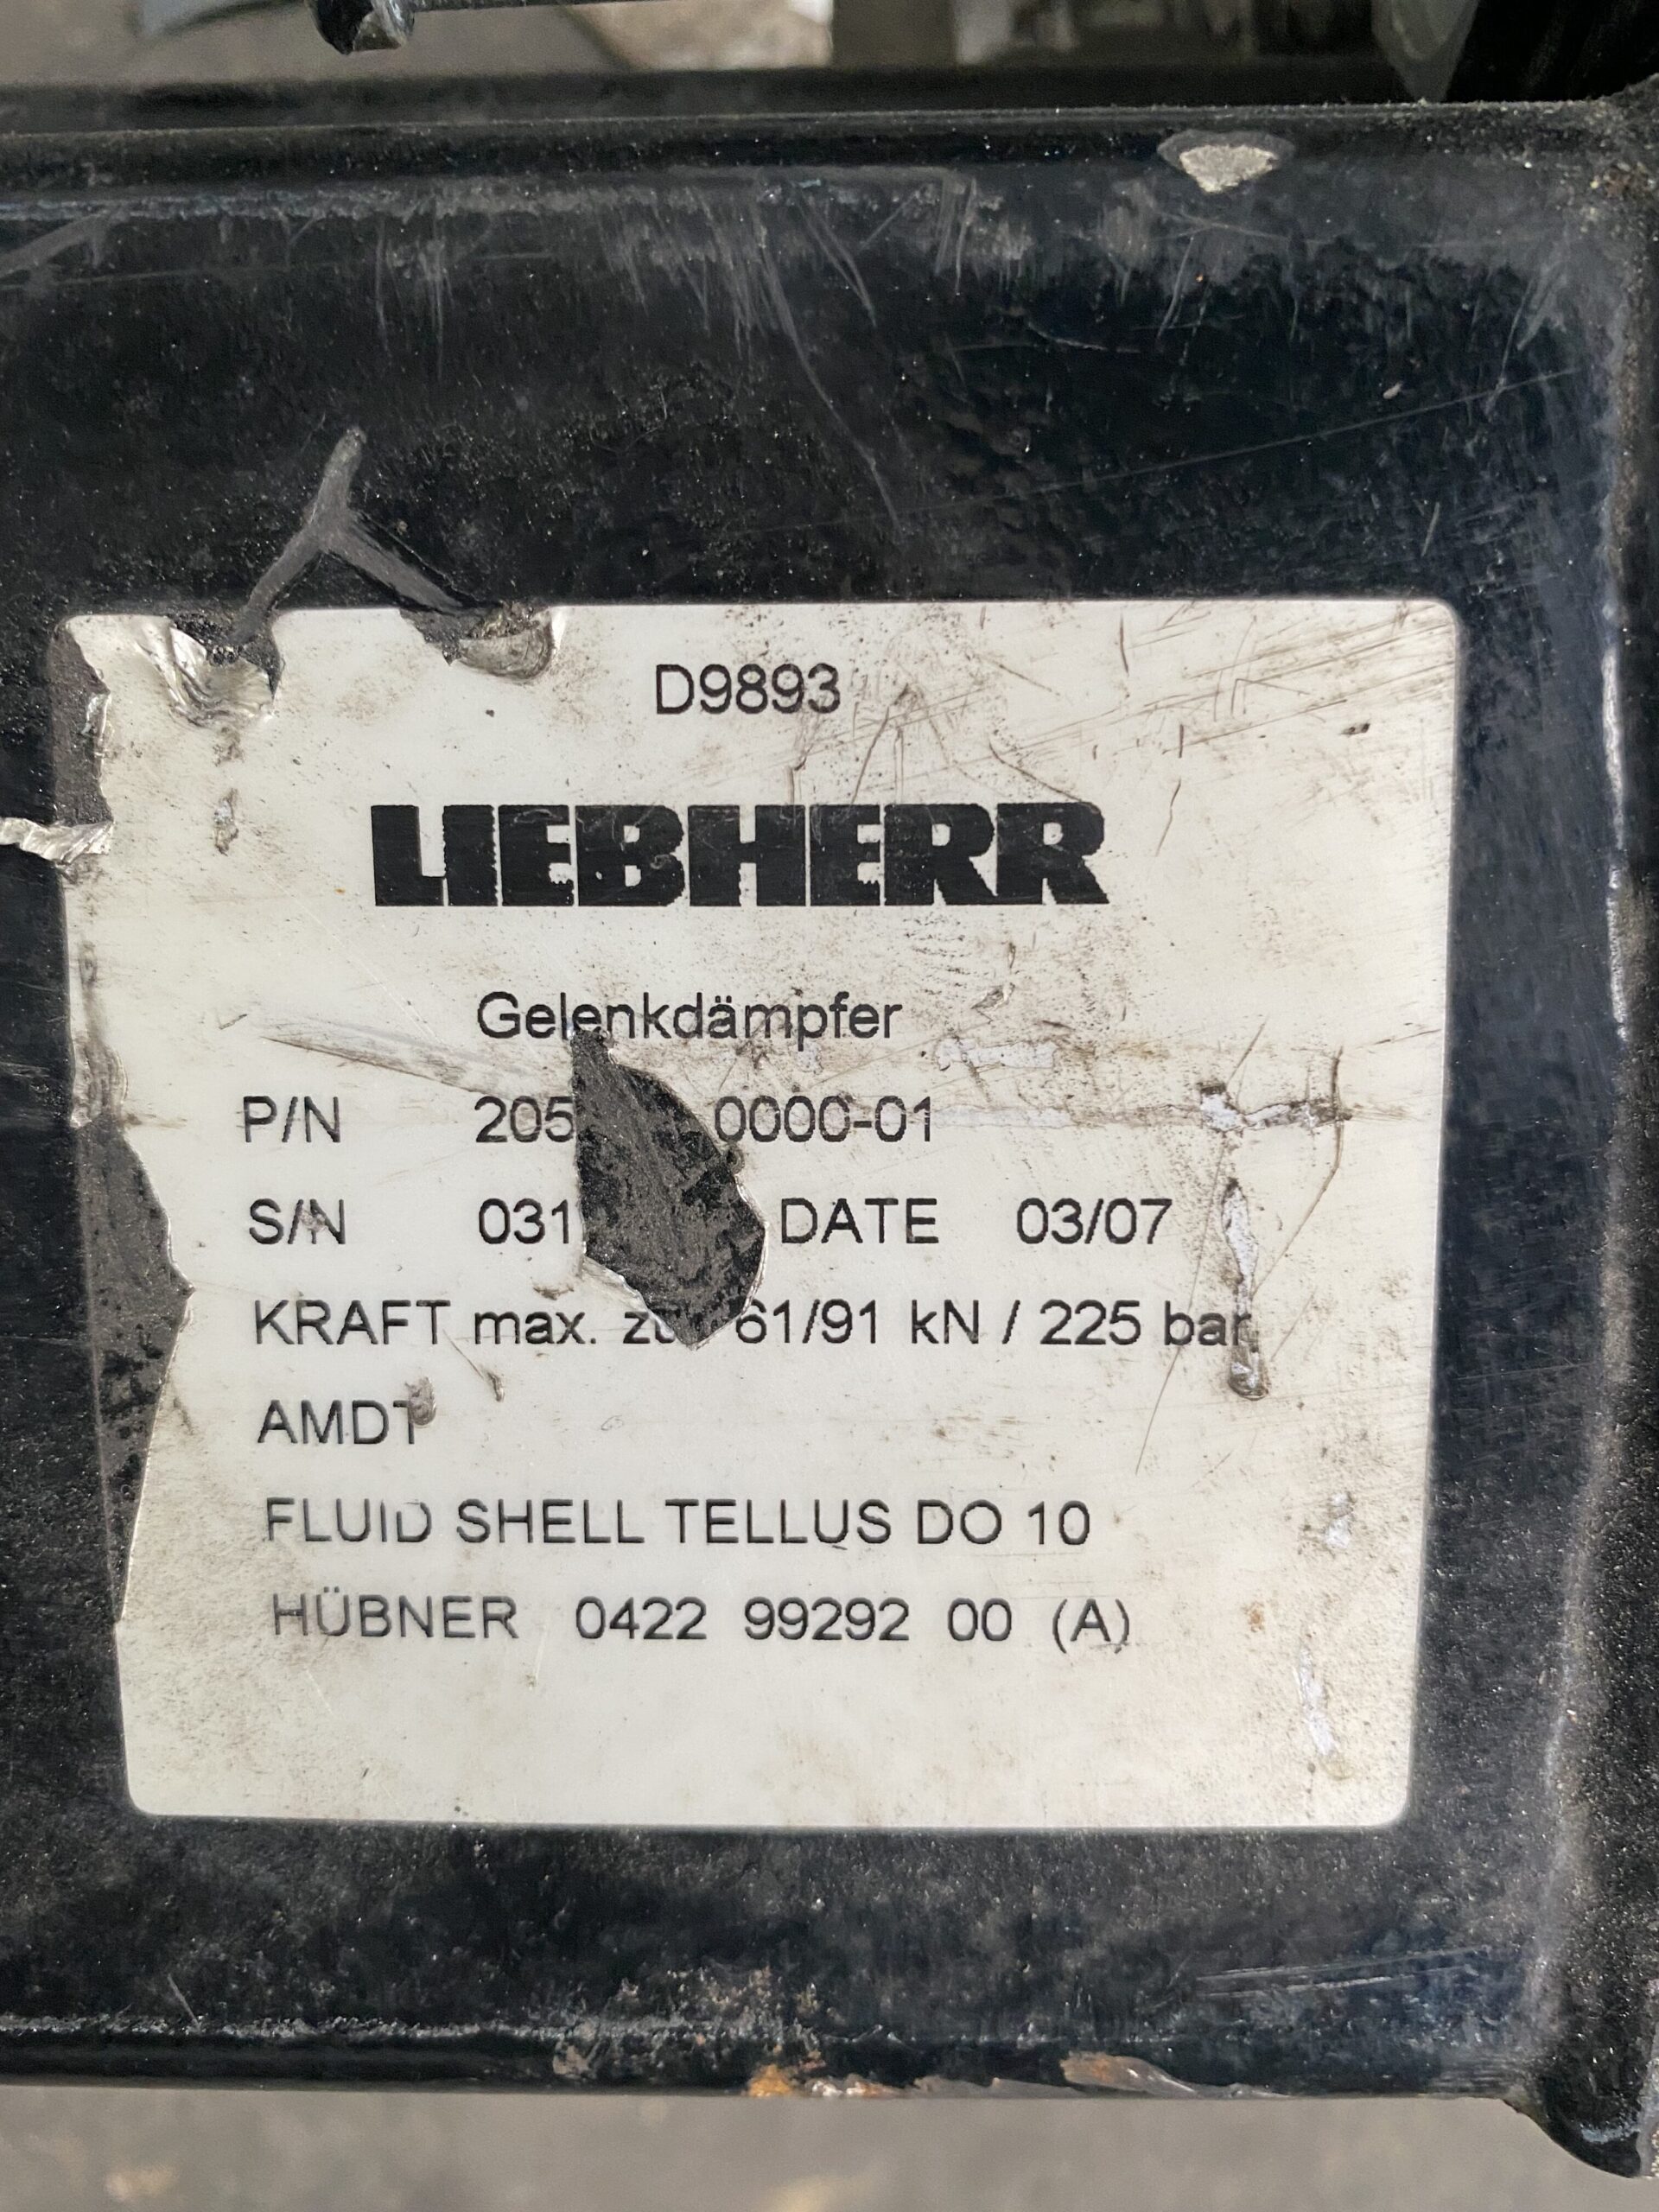 D9893
LIEBHERR
Gelenkdämpfer
P/N 205 0000-01
S/N 031 DATE 03/07
KRAFT max. 61/91 kN / 225 bar
AMDT
FLUID SHELL TELLUS DO 10
HÜBNER 0422 99292 00 (A)